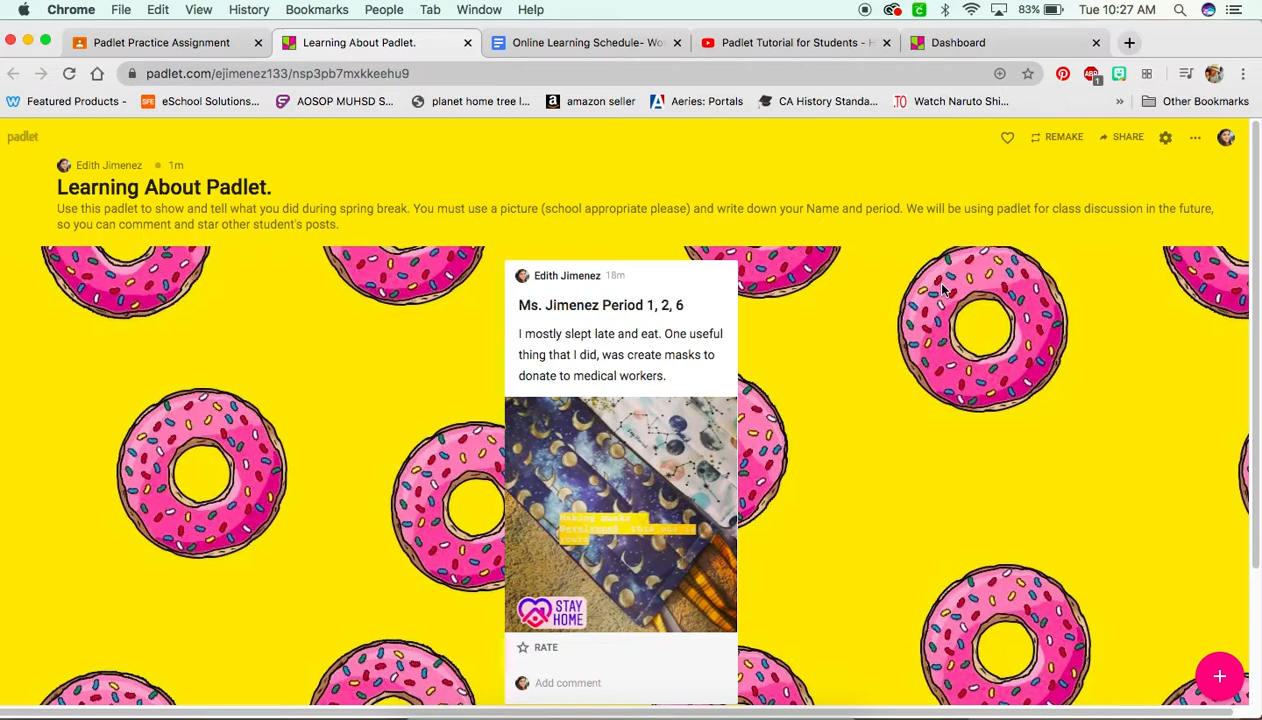 Chrome File Edit View History Bookmarks People Tab Window Help 83% Tue 10:27 AM
Padlet Practice Assignment Learning About Padlet. Online Learning Schedule- Wo Padlet Tutorial for Students - H Dashboard
padlet.com/ejimenez133/nsp3pb7mxkkeehu9 ABP 1
Featured Products - SFE eSchool Solutions... AOSOP MUHSD S... planet home tree l... amazon seller Aeries: Portals CA History Standa... .TO Watch Naruto Shi... » Other Bookmarks
padlet REMAKE SHARE
Edith Jimenez 1m
Learning About Padlet.
Use this padlet to show and tell what you did during spring break. You must use a picture (school appropriate please) and write down your Name and period. We will be using padlet for class discussion in the future,
so you can comment and star other student's posts.
Edith Jimenez 18m
Ms. Jimenez Period 1, 2, 6
I mostly slept late and eat. One useful
thing that I did, was create masks to
donate to medical workers.
Making masks
yours
STAY
HOME
RATE
Add comment